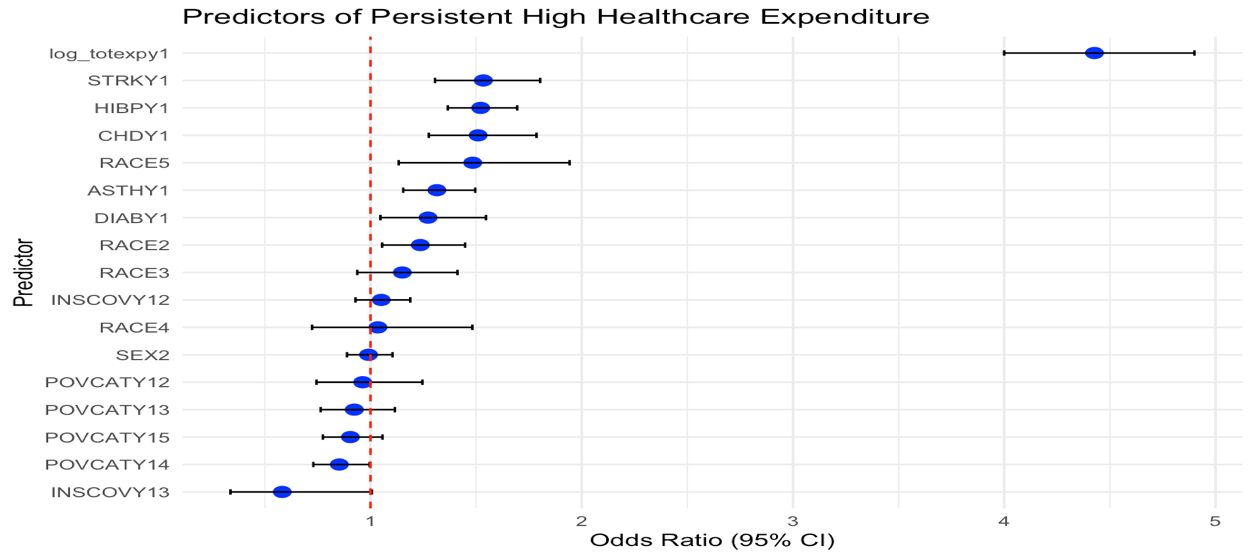 Predictors of Persistent High Healthcare Expenditure
Predictor
log_totexpy1
STRKY1
HIBPY1
CHDY1
RACE5
ASTHY1
DIABY1
RACE2
RACE3
INSCOVY12
RACE4
SEX2
POVCATY12
POVCATY13
POVCATY15
POVCATY14
INSCOVY13
1 2 3 4 5
Odds Ratio (95% CI)